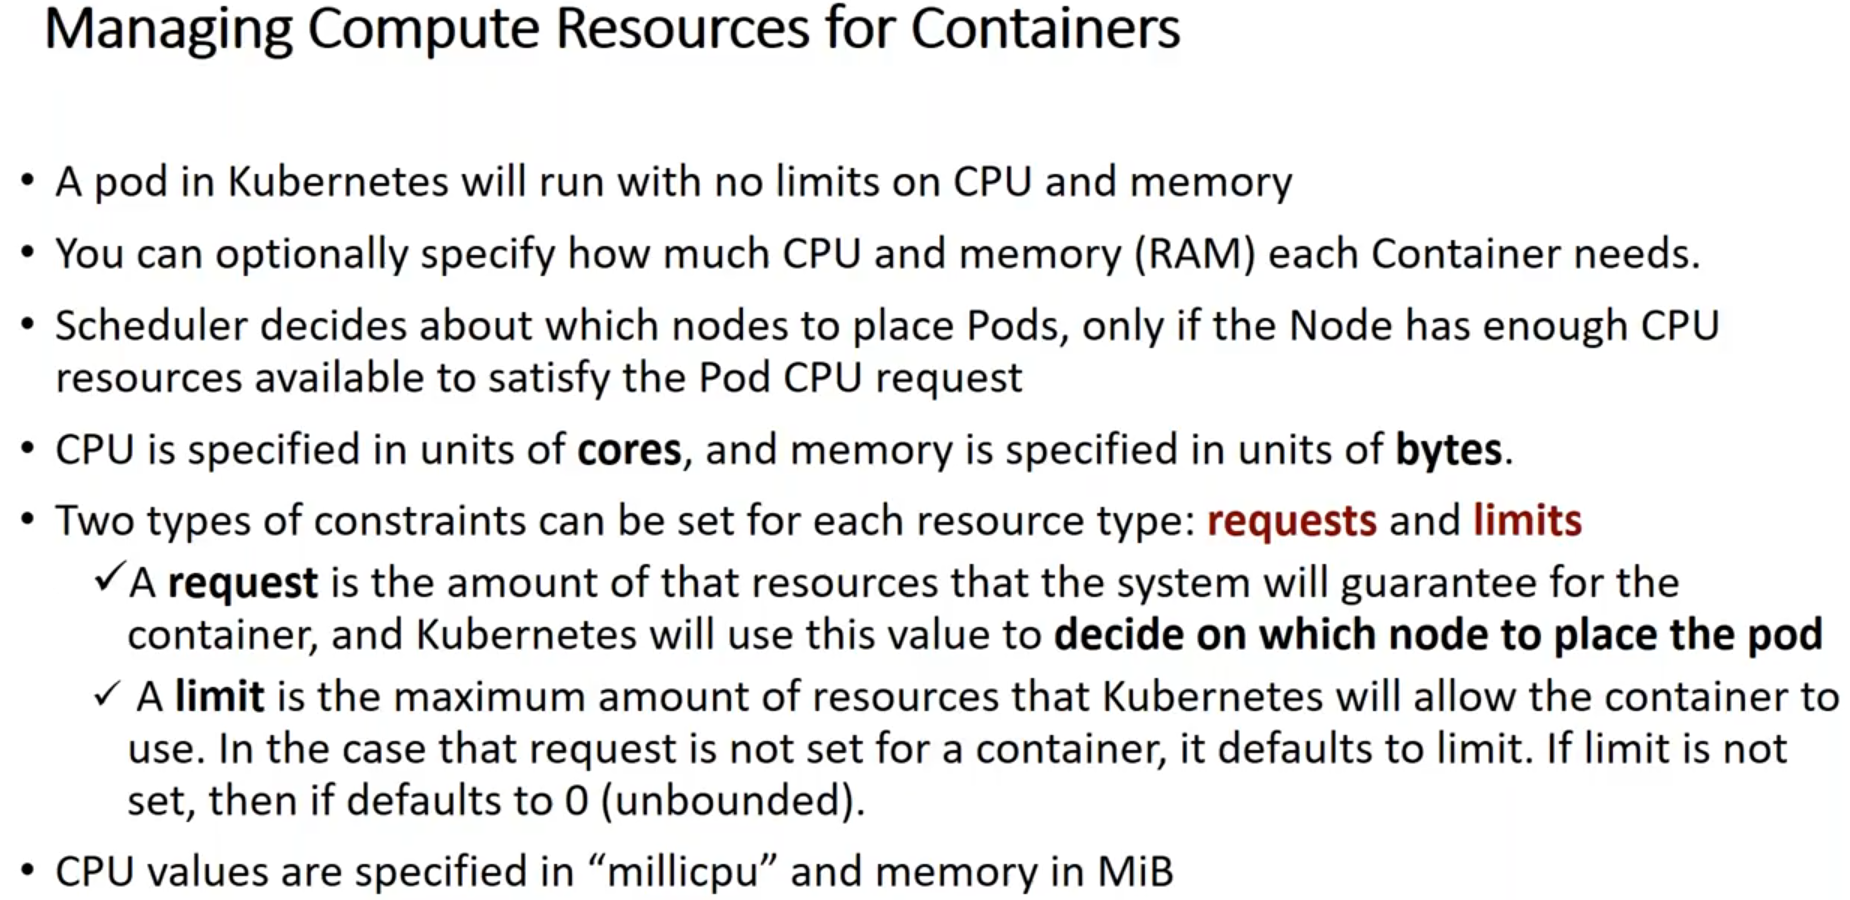 Managing Compute Resources for Containers
• A pod in Kubernetes will run with no limits on CPU and memory
• You can optionally specify how much CPU and memory (RAM) each Container needs.
• Scheduler decides about which nodes to place Pods, only if the Node has enough CPU
resources available to satisfy the Pod CPU request
• CPU is specified in units of cores, and memory is specified in units of bytes.
• Two types of constraints can be set for each resource type: requests and limits
✓A request is the amount of that resources that the system will guarantee for the
container, and Kubernetes will use this value to decide on which node to place the pod
✓ A limit is the maximum amount of resources that Kubernetes will allow the container to
use. In the case that request is not set for a container, it defaults to limit. If limit is not
set, then if defaults to 0 (unbounded).
• CPU values are specified in “millicpu” and memory in MiB